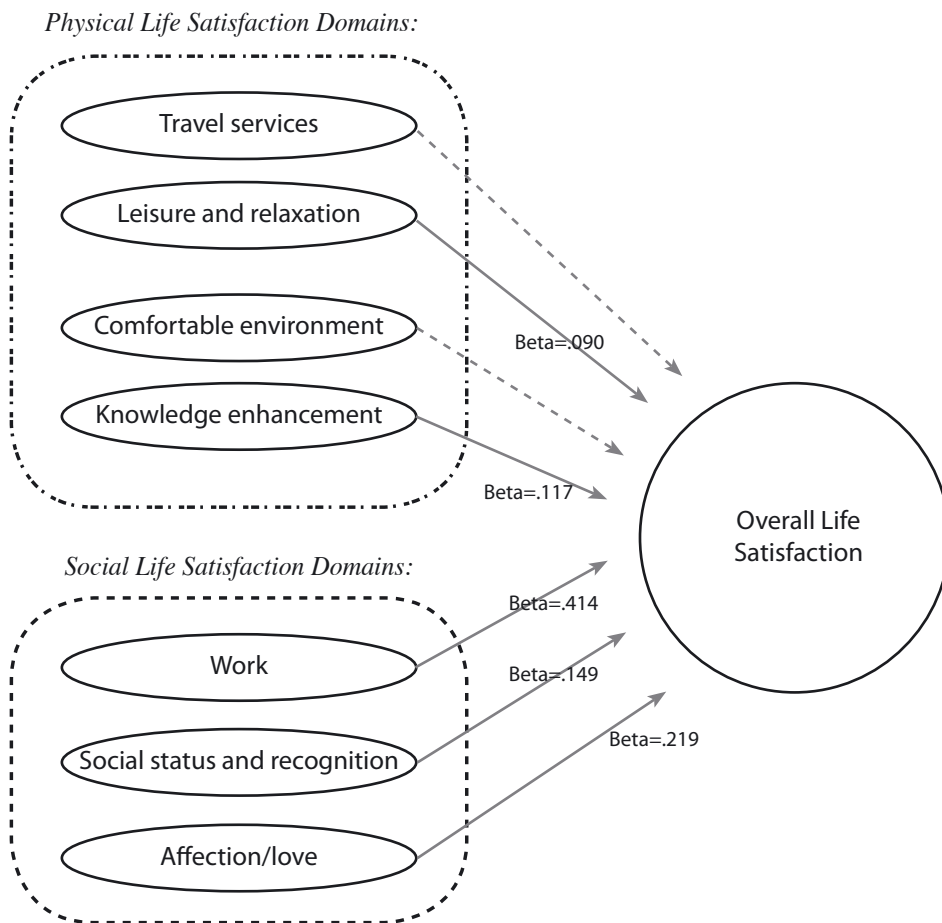 Physical Life Satisfaction Domains:
Travel services
Leisure and relaxation
Comfortable environment
Beta=.090
Knowledge enhancement
Beta=.117
Overall Life
Satisfaction
Social Life Satisfaction Domains:
Beta=.414
Work
Beta=.149
Social status and recognition
Beta=.219
Affection/love